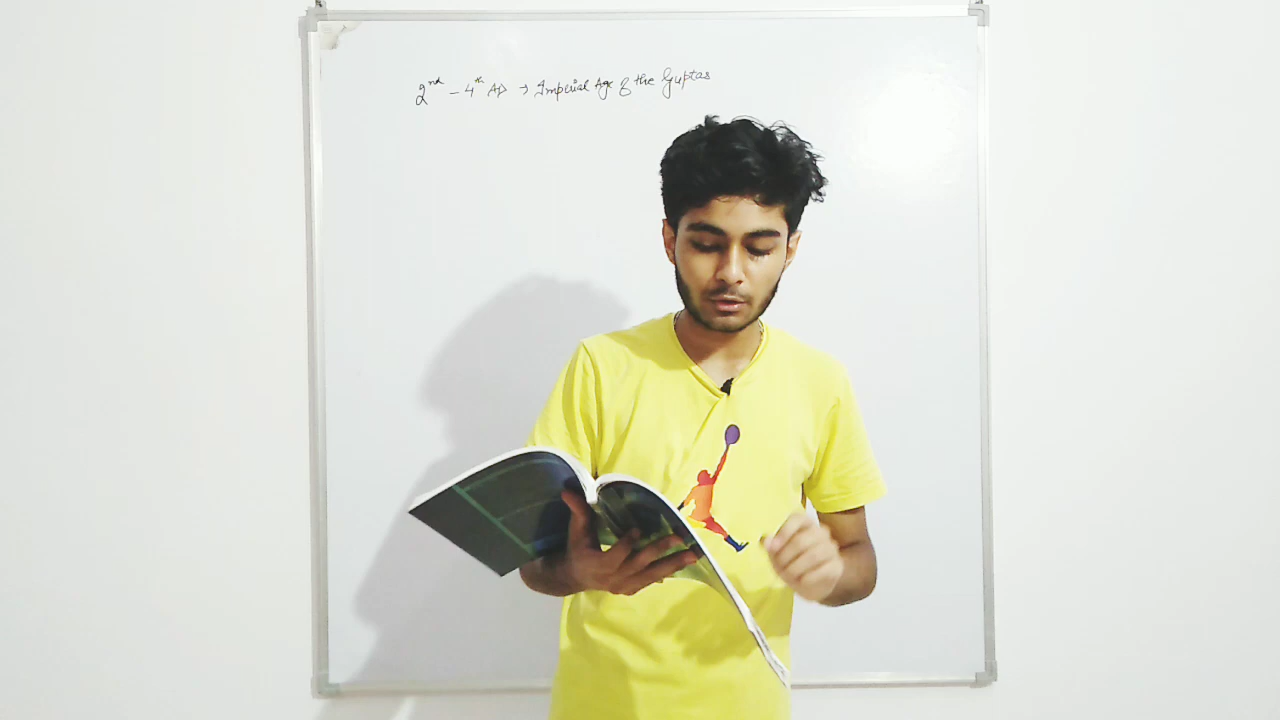 2nd - 4th AD → Imperial Age of the Guptas